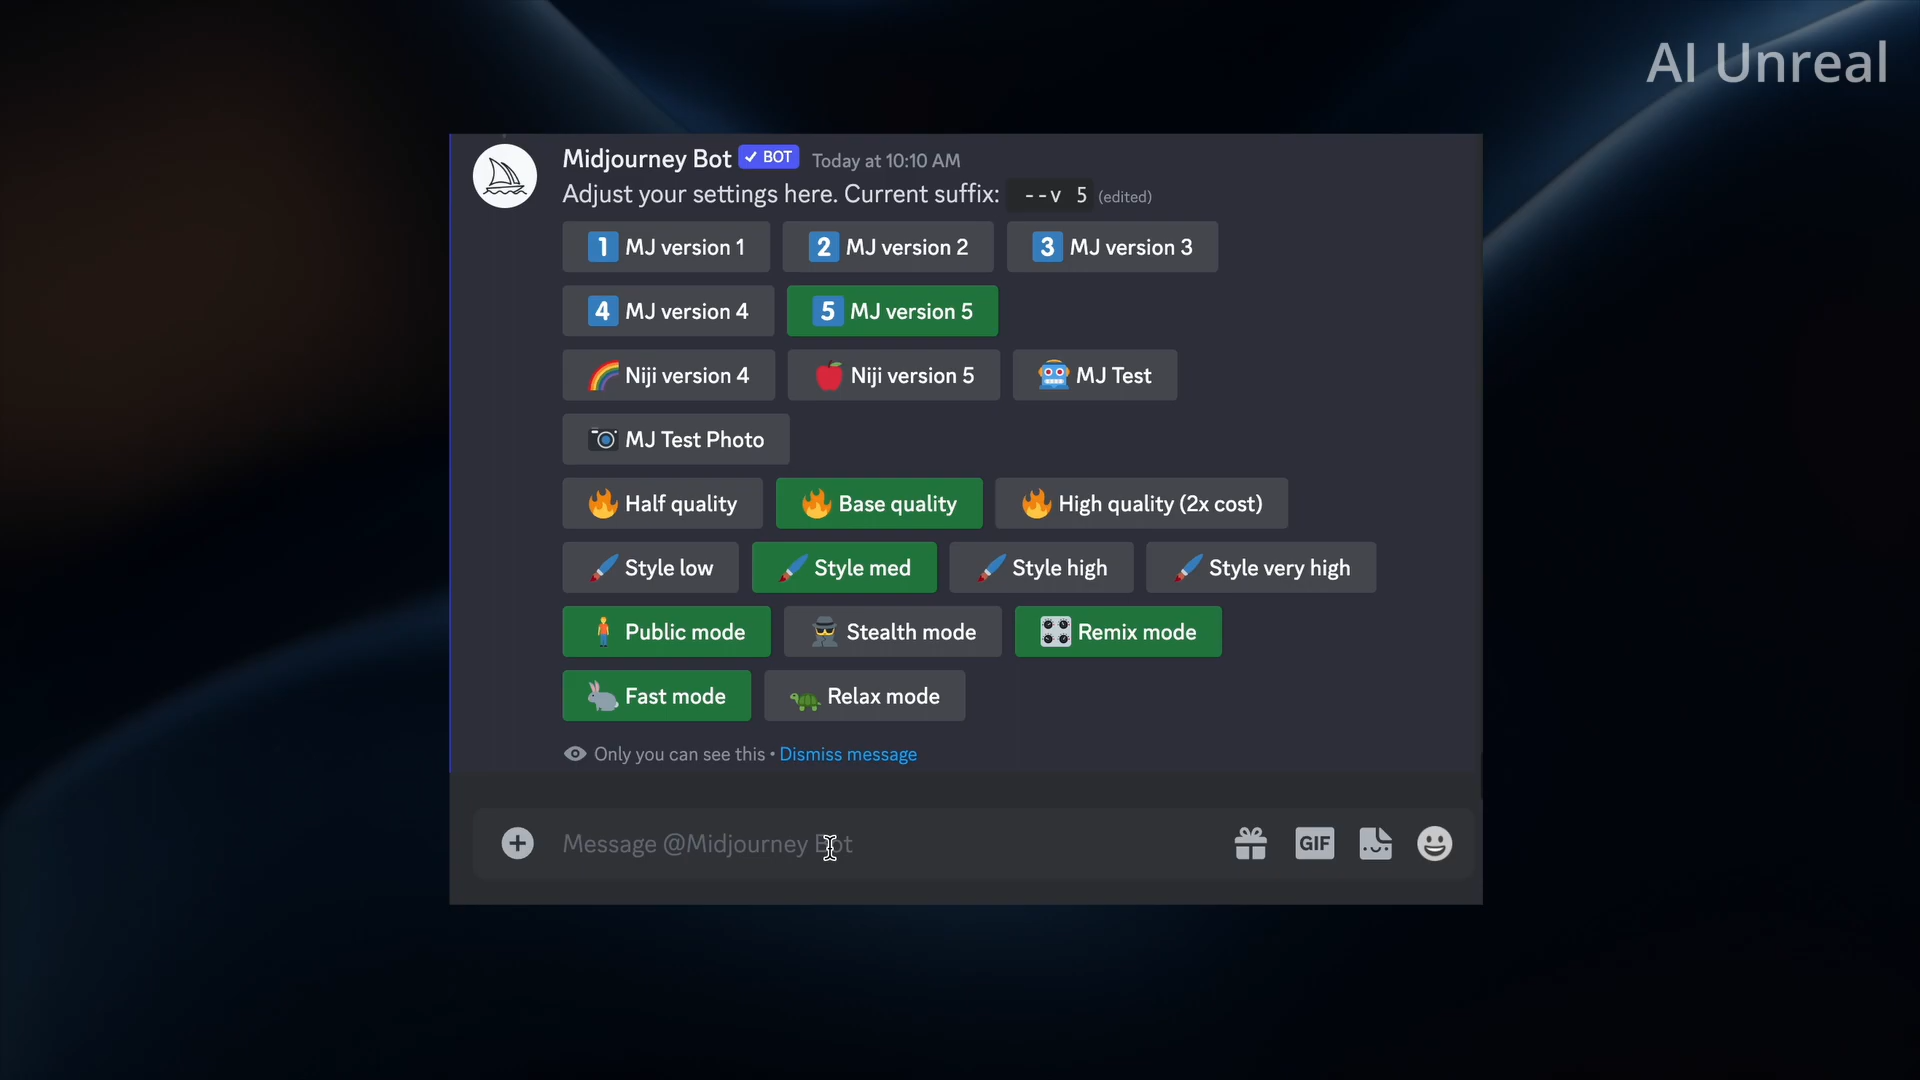 AI Unreal
Midjourney Bot ✓ BOT Today at 10:10 AM
Adjust your settings here. Current suffix: --v 5 (edited)
1 MJ version 1 2 MJ version 2 3 MJ version 3
4 MJ version 4 5 MJ version 5
Niji version 4 Niji version 5 MJ Test
MJ Test Photo
Half quality Base quality High quality (2x cost)
Style low Style med Style high Style very high
Public mode Stealth mode Remix mode
Fast mode Relax mode
Only you can see this • Dismiss message
Message @Midjourney Bot GIF